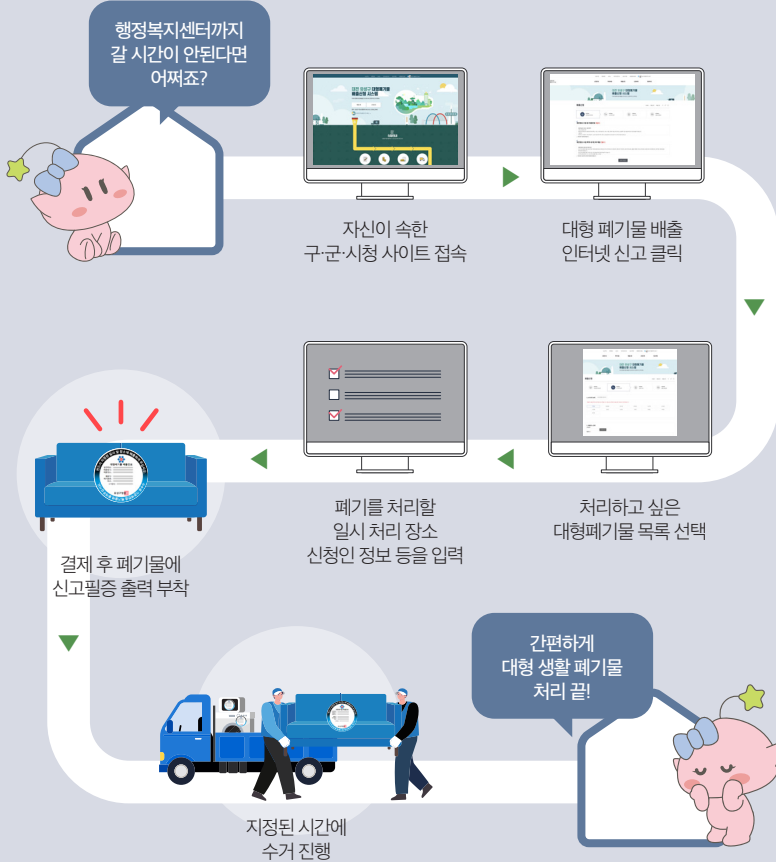 행정복지센터까지
갈 시간이 안된다면
어쩌죠?
자신이 속한
구·군·시청 사이트 접속
대형 폐기물 배출
인터넷 신고 클릭
처리하고 싶은
대형폐기물 목록 선택
폐기를 처리할
일시 처리 장소
신청인 정보 등을 입력
결제 후 폐기물에
신고필증 출력 부착
지정된 시간에
수거 진행
간편하게
대형 생활 폐기물
처리 끝!